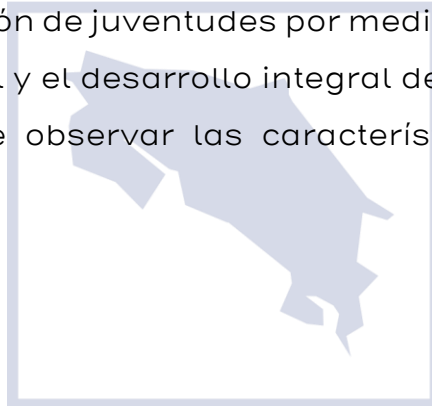 ón de juventudes por medi
l y el desarrollo integral de
e observar las caracterís